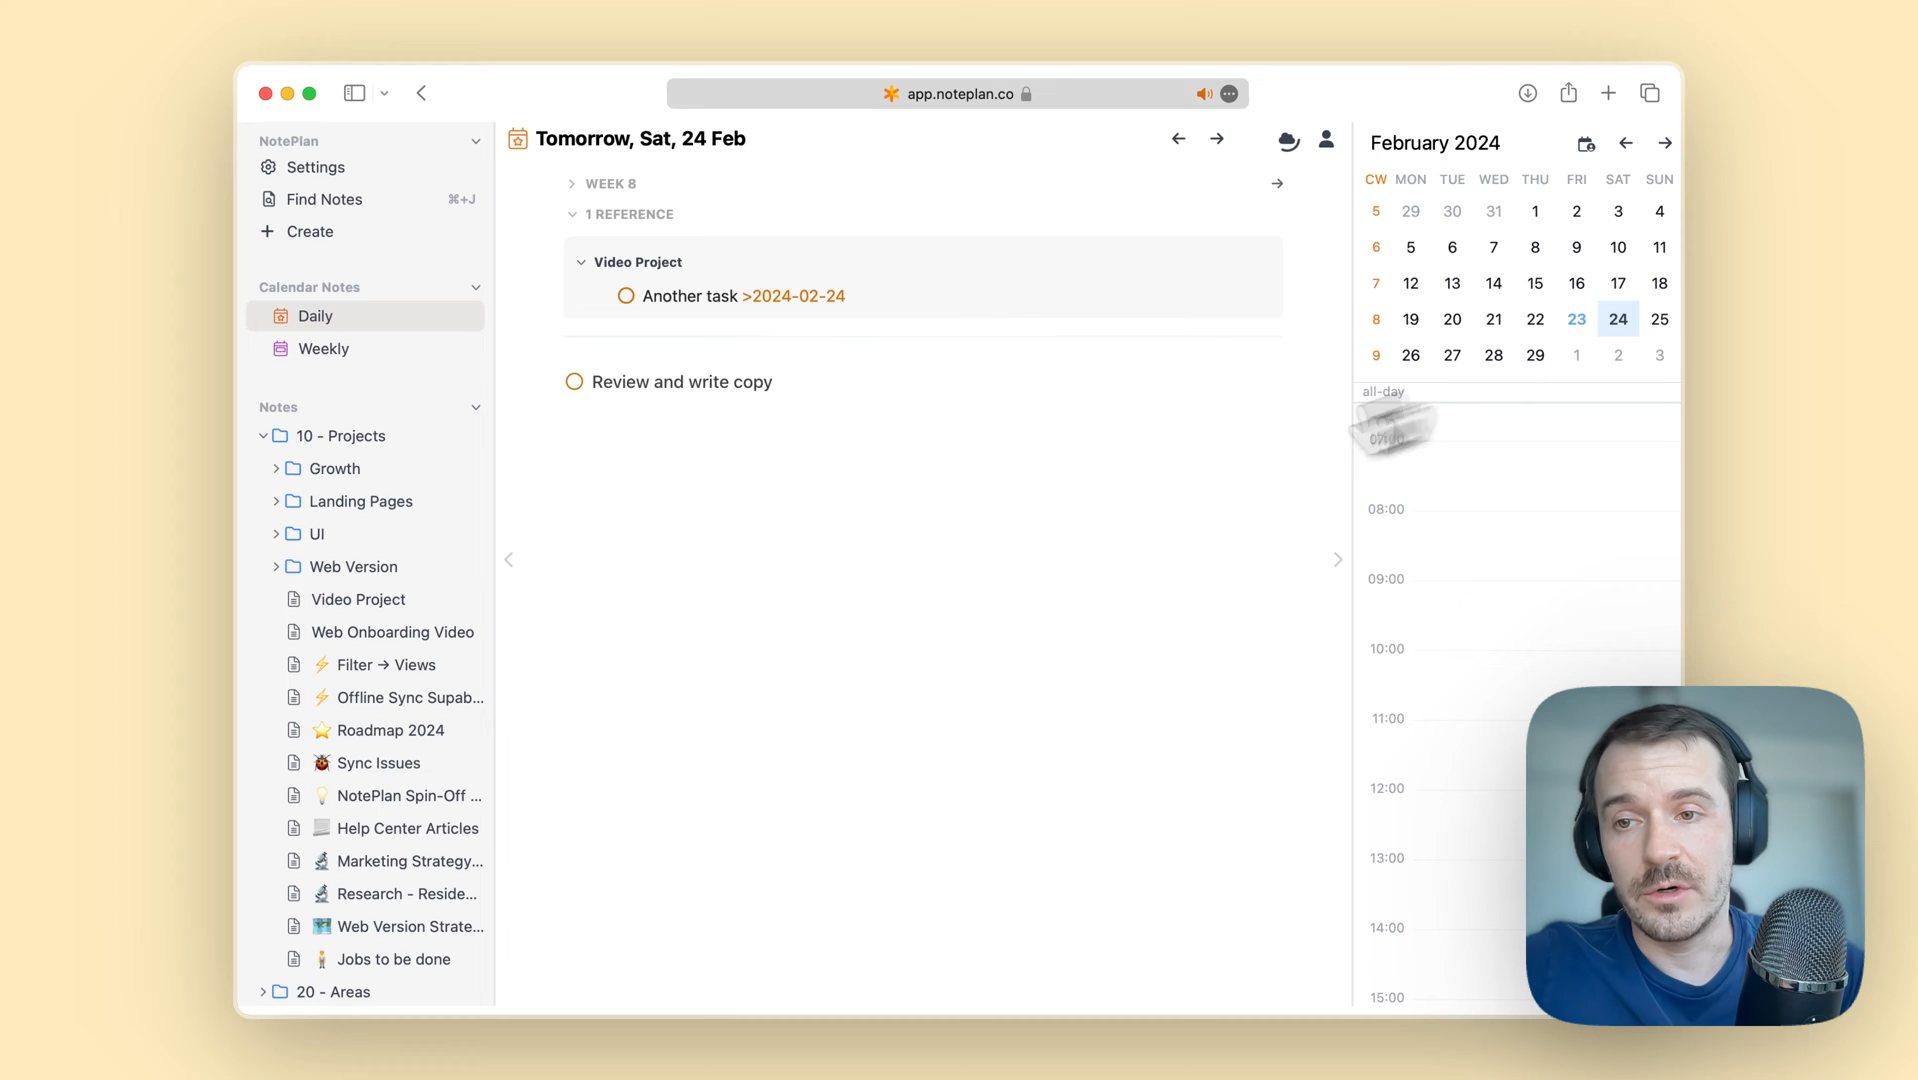 app.noteplan.co
NotePlan
Settings
Find Notes ⌘+J
Create
Calendar Notes
Daily
Weekly
Notes
10 - Projects
Growth
Landing Pages
UI
Web Version
Video Project
Web Onboarding Video
Filter → Views
Offline Sync Supab...
Roadmap 2024
Sync Issues
NotePlan Spin-Off ...
Help Center Articles
Marketing Strategy...
Research - Reside...
Web Version Strate...
Jobs to be done
20 - Areas
Tomorrow, Sat, 24 Feb
WEEK 8
1 REFERENCE
Video Project
Another task >2024-02-24
Review and write copy
February 2024
CW MON TUE WED THU FRI SAT SUN
5 29 30 31 1 2 3 4
6 5 6 7 8 9 10 11
7 12 13 14 15 16 17 18
8 19 20 21 22 23 24 25
9 26 27 28 29 1 2 3
all-day
07:00
08:00
09:00
10:00
11:00
12:00
13:00
14:00
15:00